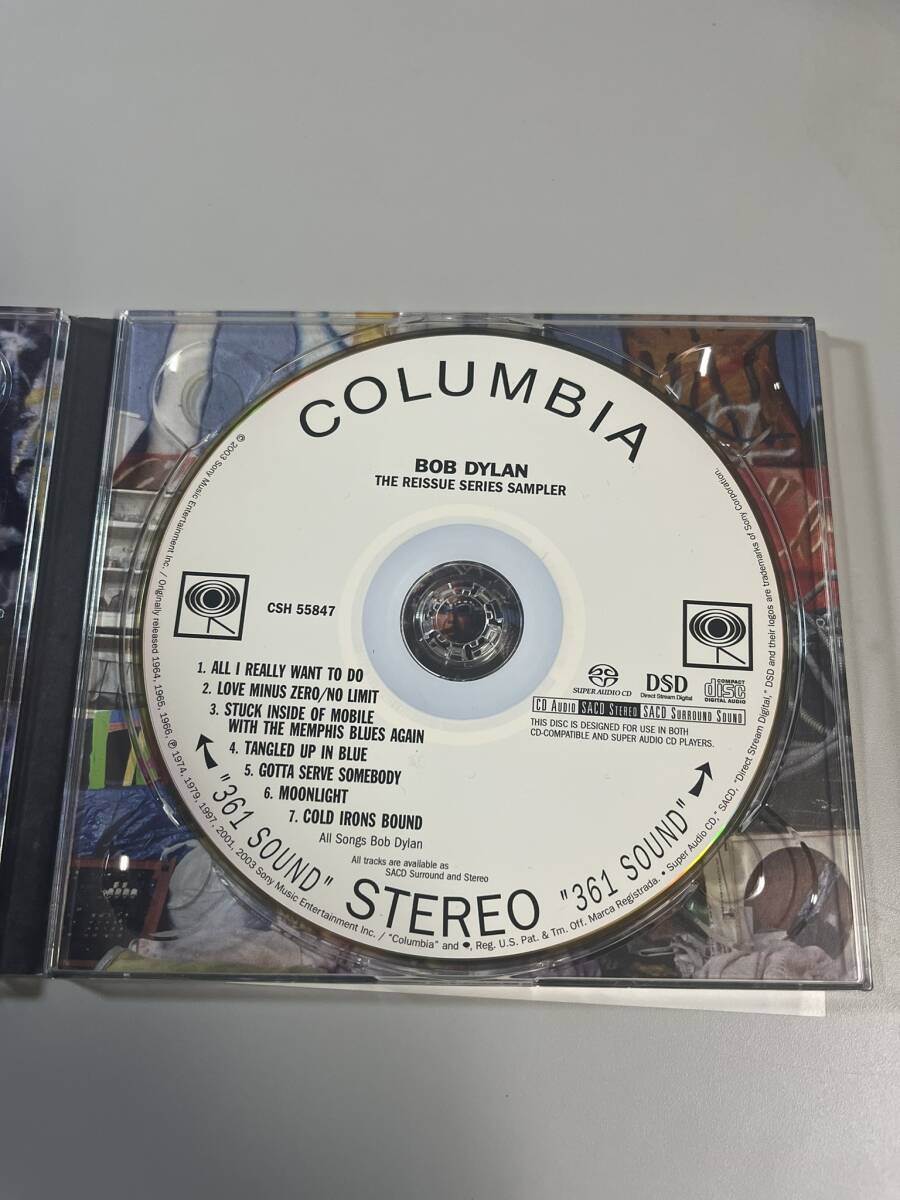 COLUMBIA
BOB DYLAN
THE REISSUE SERIES SAMPLER
CSH 55847
1. ALL I REALLY WANT TO DO
2. LOVE MINUS ZERO/NO LIMIT
3. STUCK INSIDE OF MOBILE
WITH THE MEMPHIS BLUES AGAIN
4. TANGLED UP IN BLUE
5. GOTTA SERVE SOMEBODY
6. MOONLIGHT
7. COLD IRONS BOUND
All Songs Bob Dylan
All tracks are available as
SACD Surround and Stereo
SUPER AUDIO CD
DSD
Direct Stream Digital
COMPACT
disc
DIGITAL AUDIO
CD AUDIO SACD STEREO SACD SURROUND SOUND
THIS DISC IS DESIGNED FOR USE IN BOTH
CD-COMPATIBLE AND SUPER AUDIO CD PLAYERS.
"361 SOUND" STEREO "361 SOUND"
© 2003 Sony Music Entertainment Inc. / Originally released 1964, 1965, 1966, ℗ 1974, 1979, 1997, 2001, 2003 Sony Music Entertainment Inc. / "Columbia" and , Reg. U.S. Pat. & Tm. Off. Marca Registrada. • "Super Audio CD," "SACD, "Direct Stream Digital," DSD and their logos are trademarks of Sony Corporation.